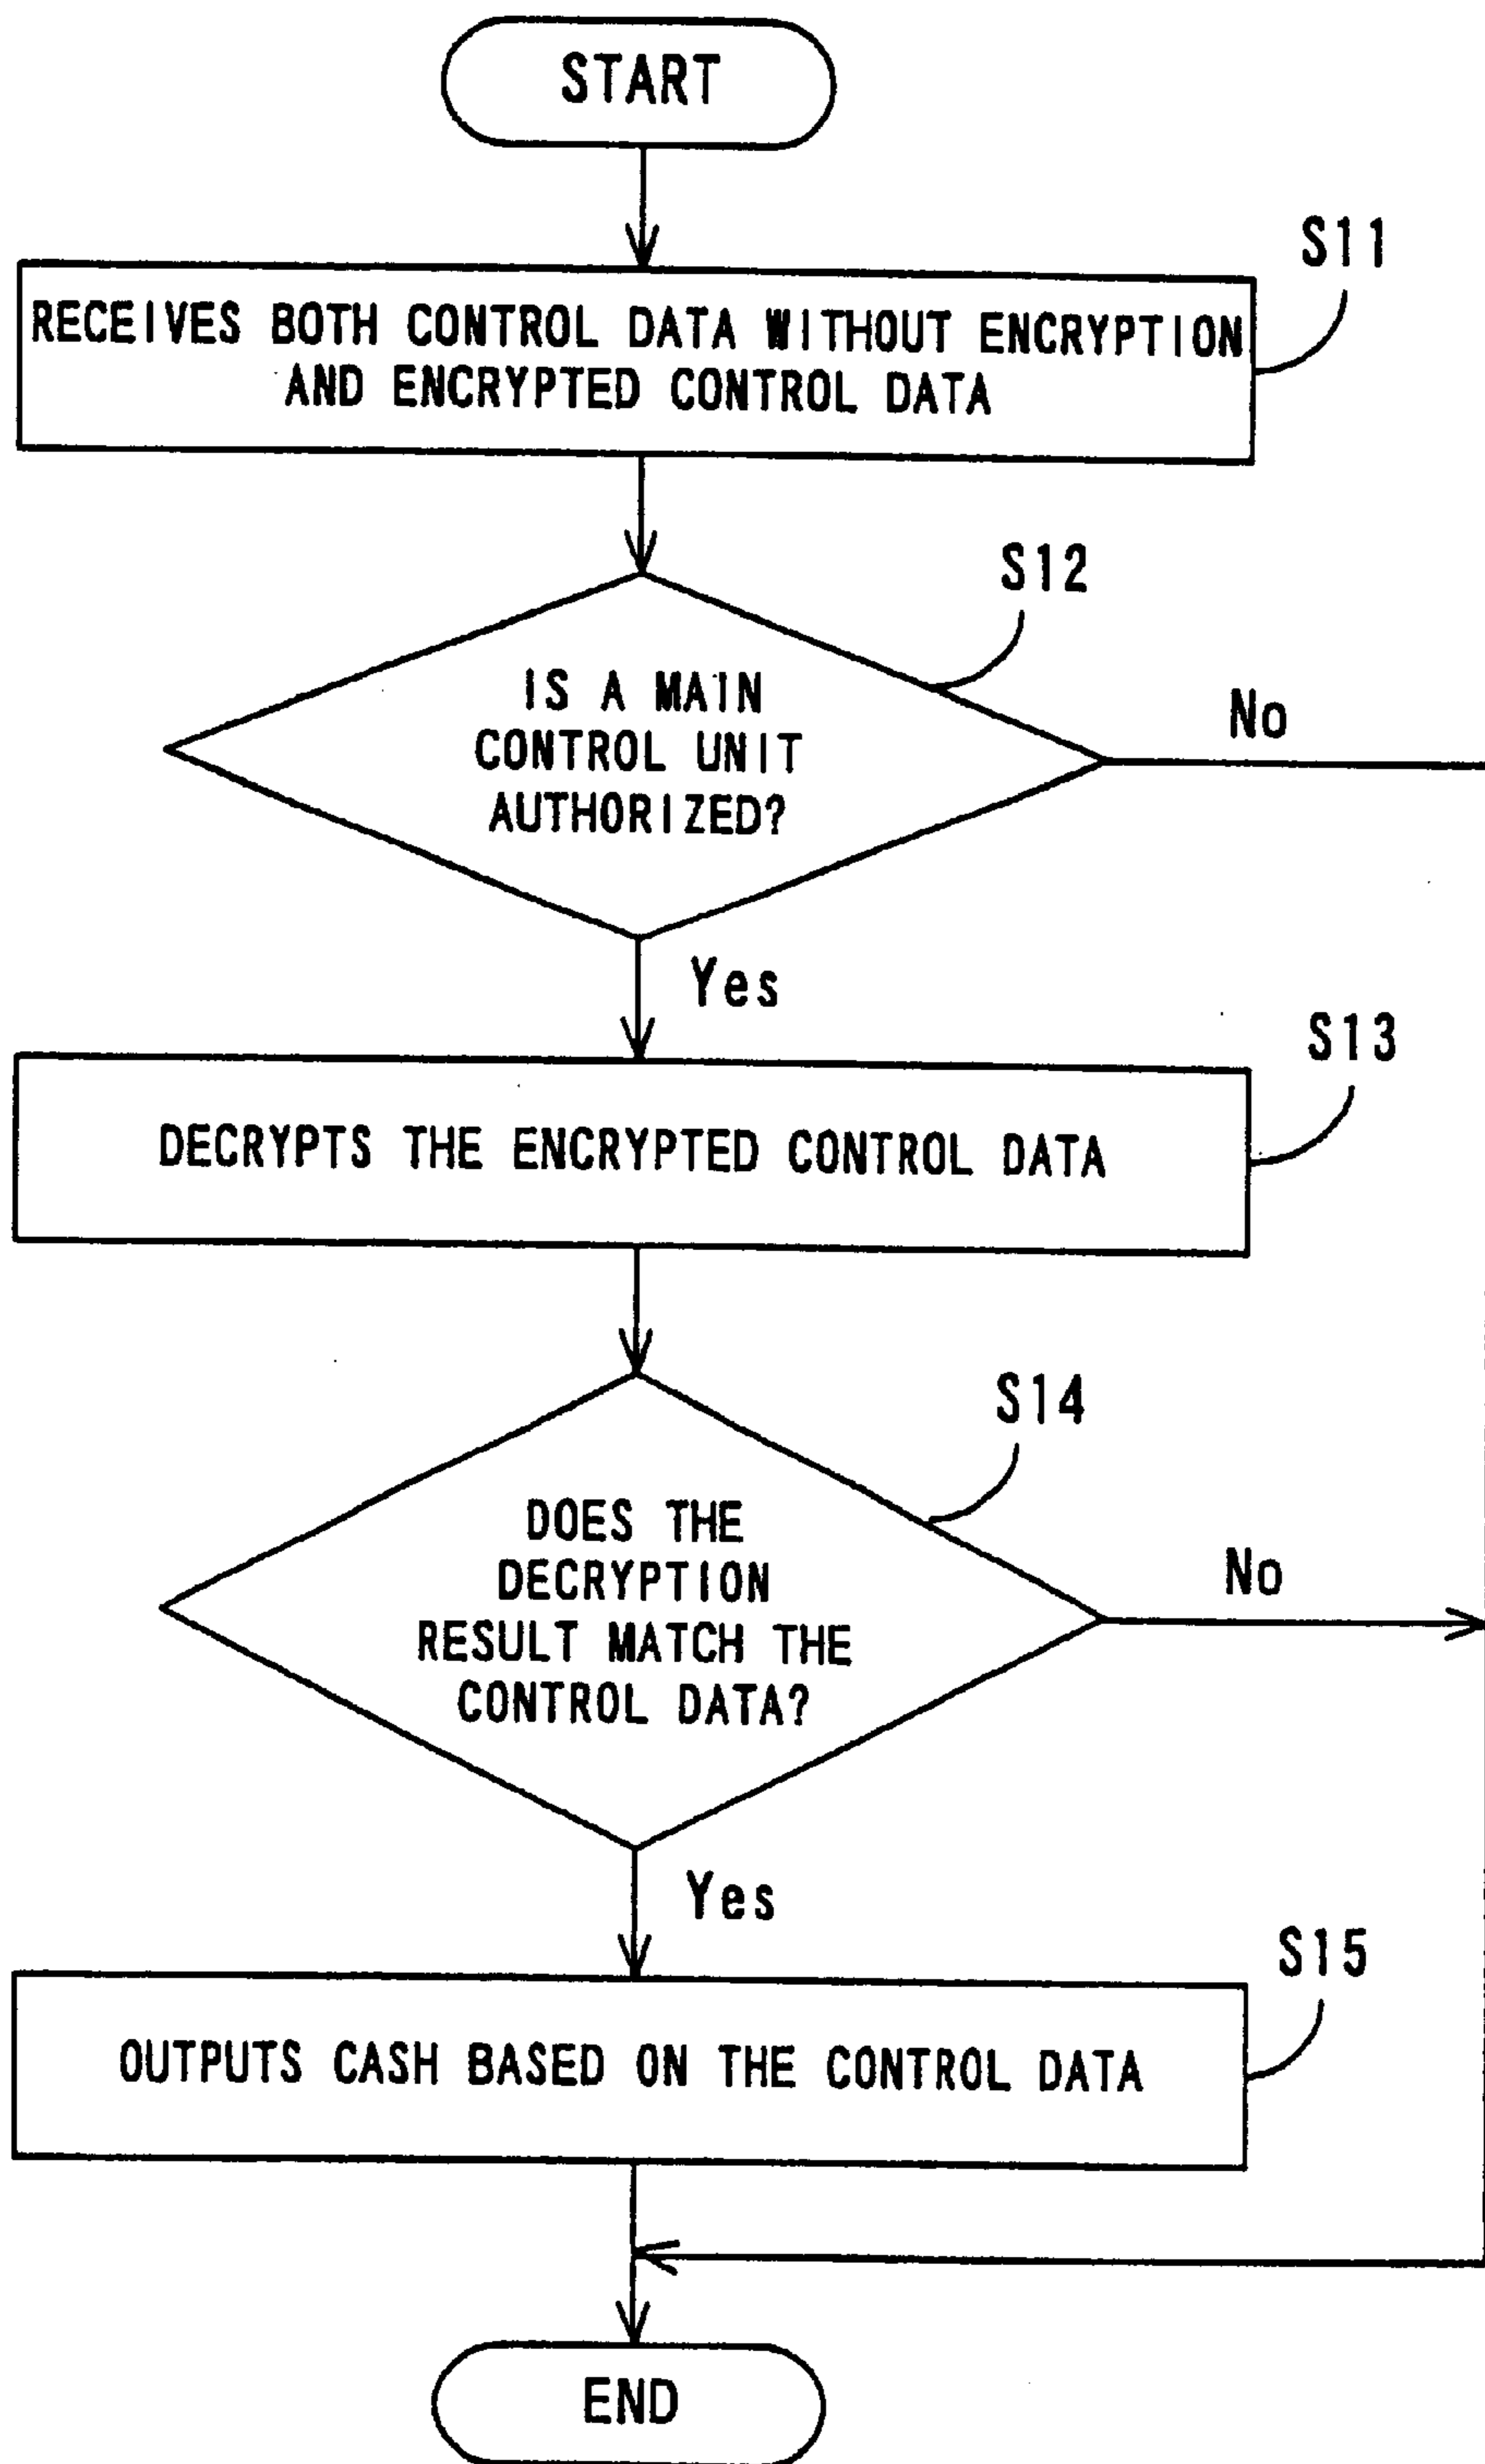 START
S11
RECEIVES BOTH CONTROL DATA WITHOUT ENCRYPTION
AND ENCRYPTED CONTROL DATA
S12
IS A MAIN
CONTROL UNIT
AUTHORIZED?
No
Yes
S13
DECRYPTS THE ENCRYPTED CONTROL DATA
S14
DOES THE
DECRYPTION
RESULT MATCH THE
CONTROL DATA?
No
Yes
S15
OUTPUTS CASH BASED ON THE CONTROL DATA
END